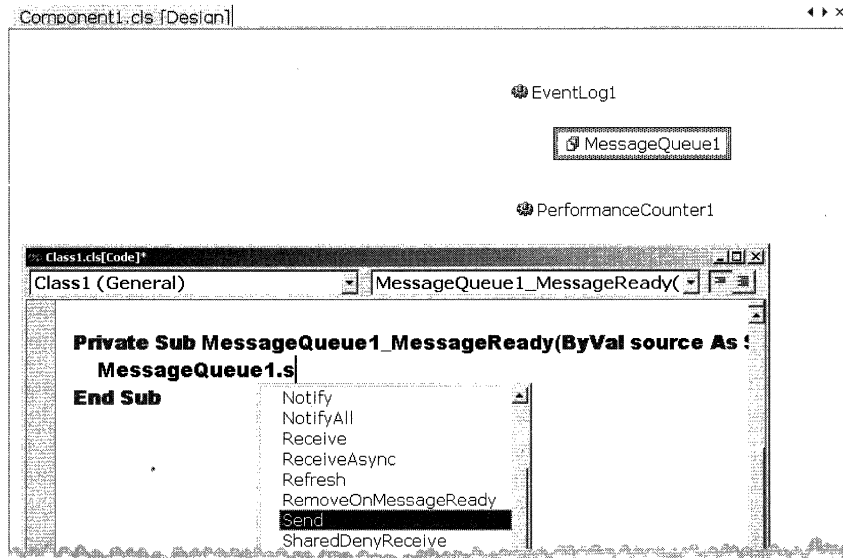 Component1.cls [Design]
EventLog1
MessageQueue1
PerformanceCounter1
Class1.cls[Code]*
Class1 (General)
MessageQueue1_MessageReady(
Private Sub MessageQueue1_MessageReady(ByVal source As
MessageQueue1.s
End Sub
Notify
NotifyAll
Receive
ReceiveAsync
Refresh
RemoveOnMessageReady
Send
SharedDenyReceive